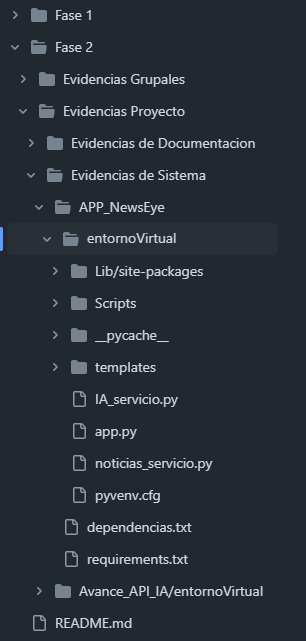 Fase 1
Fase 2
Evidencias Grupales
Evidencias Proyecto
Evidencias de Documentacion
Evidencias de Sistema
APP_NewsEye
entornoVirtual
Lib/site-packages
Scripts
__pycache__
templates
IA_servicio.py
app.py
noticias_servicio.py
pyvenv.cfg
dependencias.txt
requirements.txt
Avance_API_IA/entornoVirtual
README.md